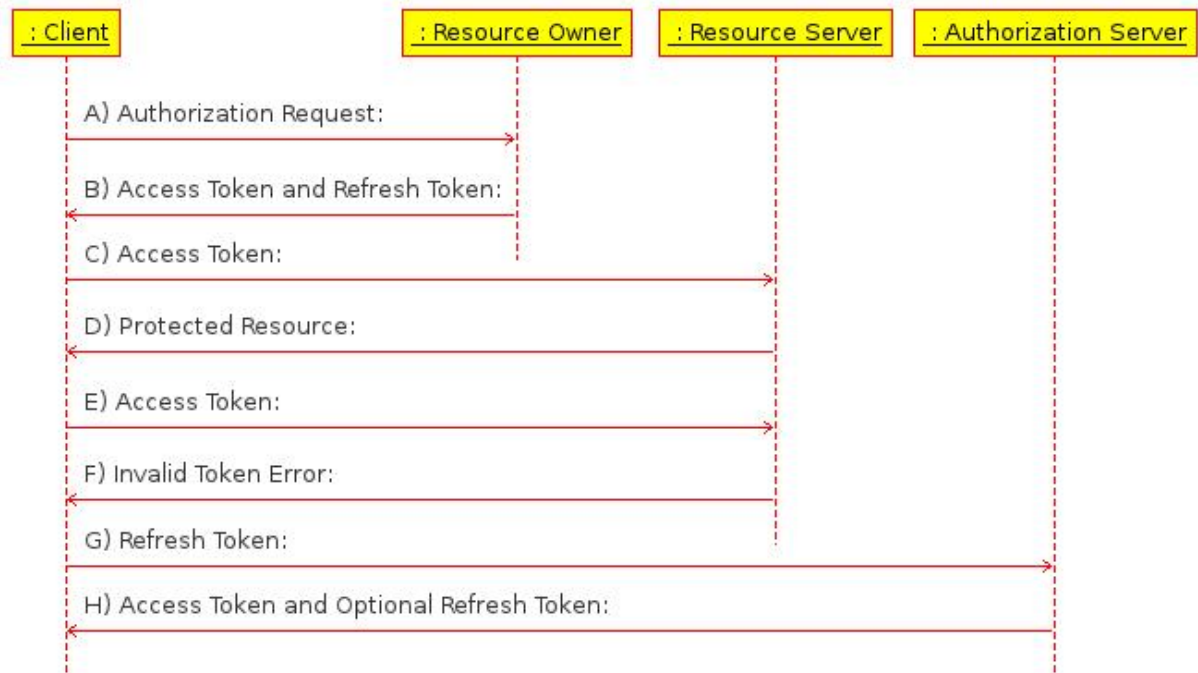 : Client
: Resource Owner
: Resource Server
: Authorization Server
A) Authorization Request:
B) Access Token and Refresh Token:
C) Access Token:
D) Protected Resource:
E) Access Token:
F) Invalid Token Error:
G) Refresh Token:
H) Access Token and Optional Refresh Token: